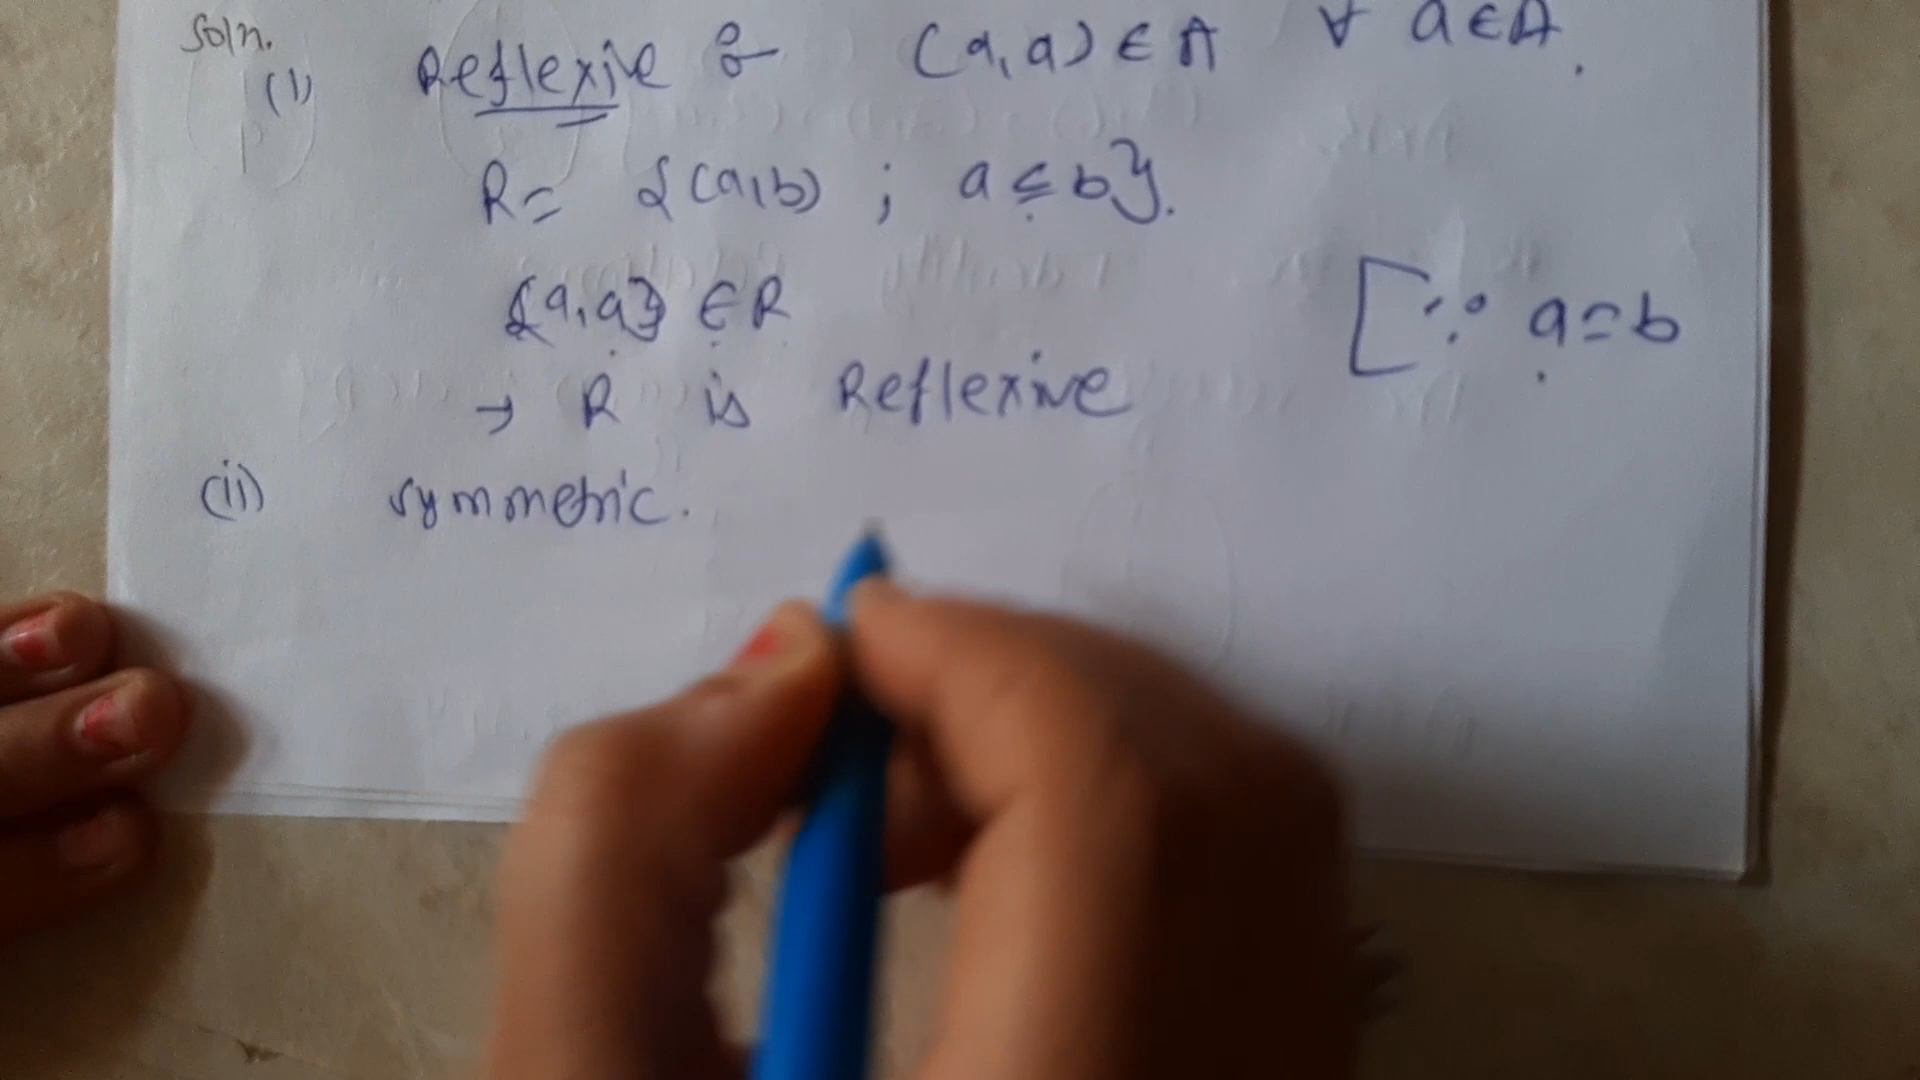 Soln.
(i) Reflexive :- (a,a) ∈ A ∀ a ∈ A.
R = {(a,b) ; a ≤ b}.
{a,a} ∈ R [∵ a = b
→ R is Reflexive
(ii) symmetric.